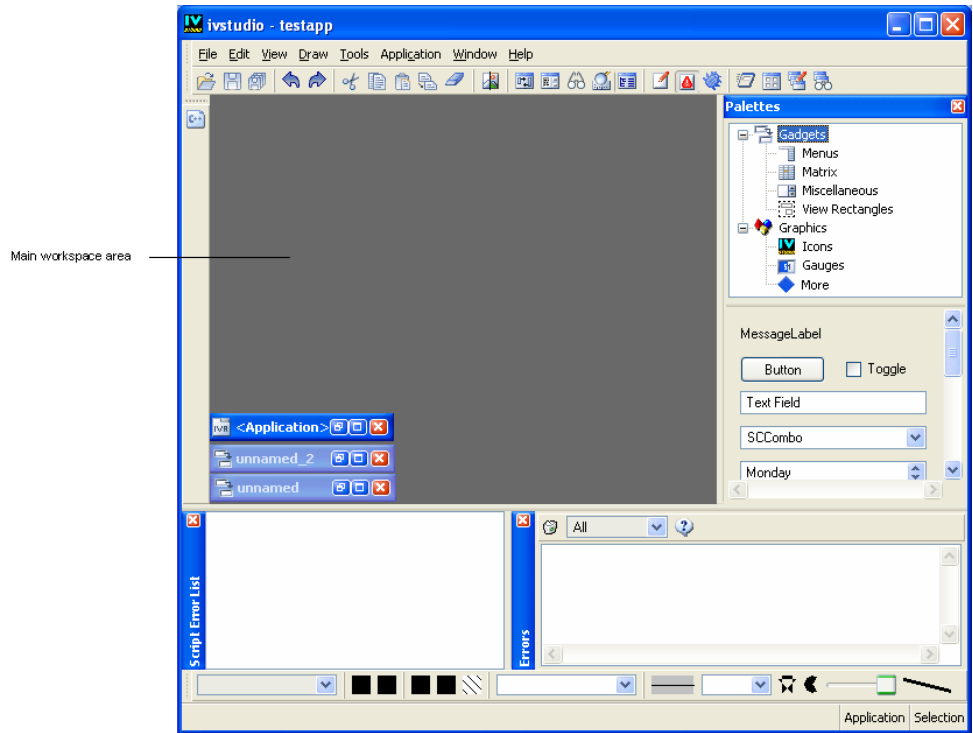 ivstudio - testapp
File Edit View Draw Tools Application Window Help
Palettes
Gadgets
Menus
Matrix
Miscellaneous
View Rectangles
Graphics
Icons
Gauges
More
Main workspace area
MessageLabel
Button Toggle
Text Field
SCCombo
Monday
<Application>
unnamed_2
unnamed
Script Error List
Errors
All
Application Selection